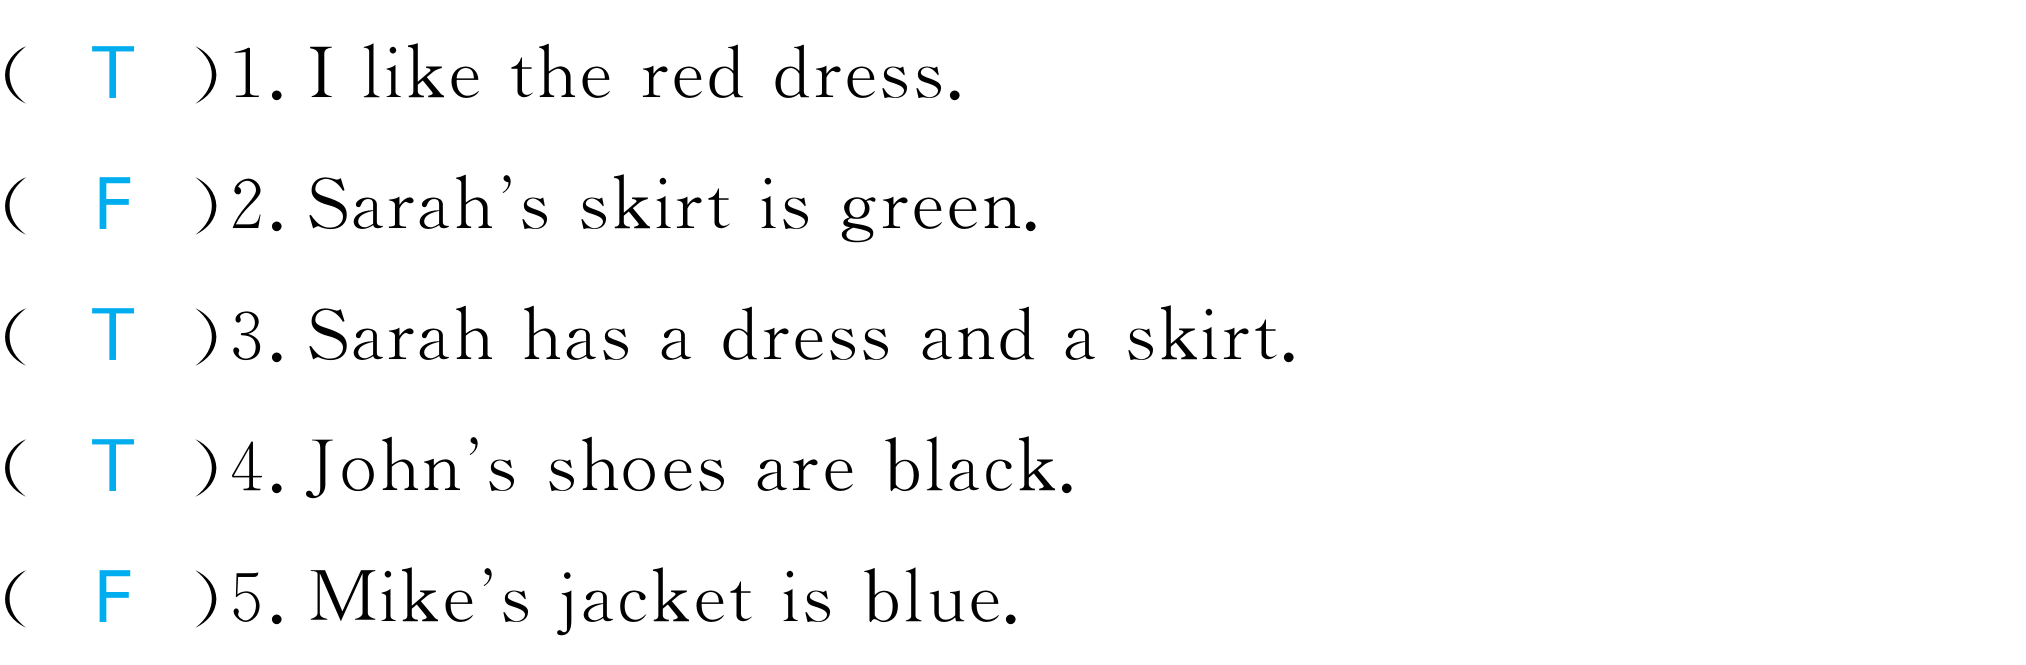 ( T )1. I like the red dress.
( F )2. Sarah’s skirt is green.
( T )3. Sarah has a dress and a skirt.
( T )4. John’s shoes are black.
( F )5. Mike’s jacket is blue.